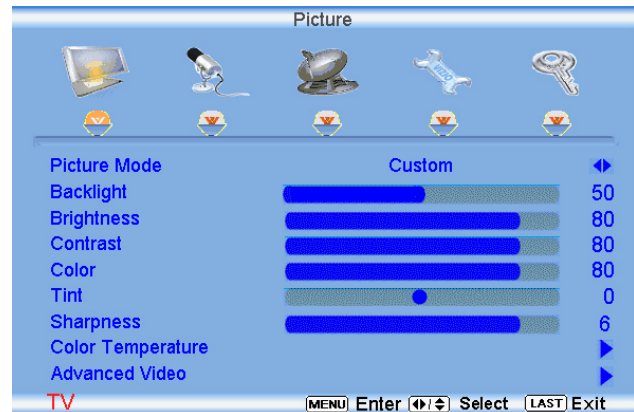 Picture
Picture Mode Custom
Backlight 50
Brightness 80
Contrast 80
Color 80
Tint 0
Sharpness 6
Color Temperature
Advanced Video
TV MENU Enter Select LAST Exit